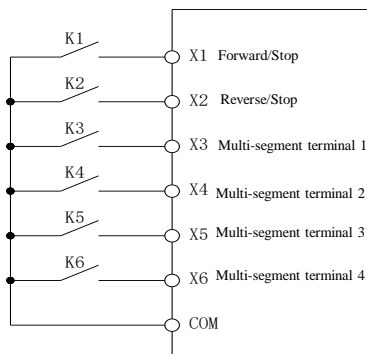 K1
X1 Forward/Stop
K2
X2 Reverse/Stop
K3
X3 Multi-segment terminal 1
K4
X4 Multi-segment terminal 2
K5
X5 Multi-segment terminal 3
K6
X6 Multi-segment terminal 4
COM